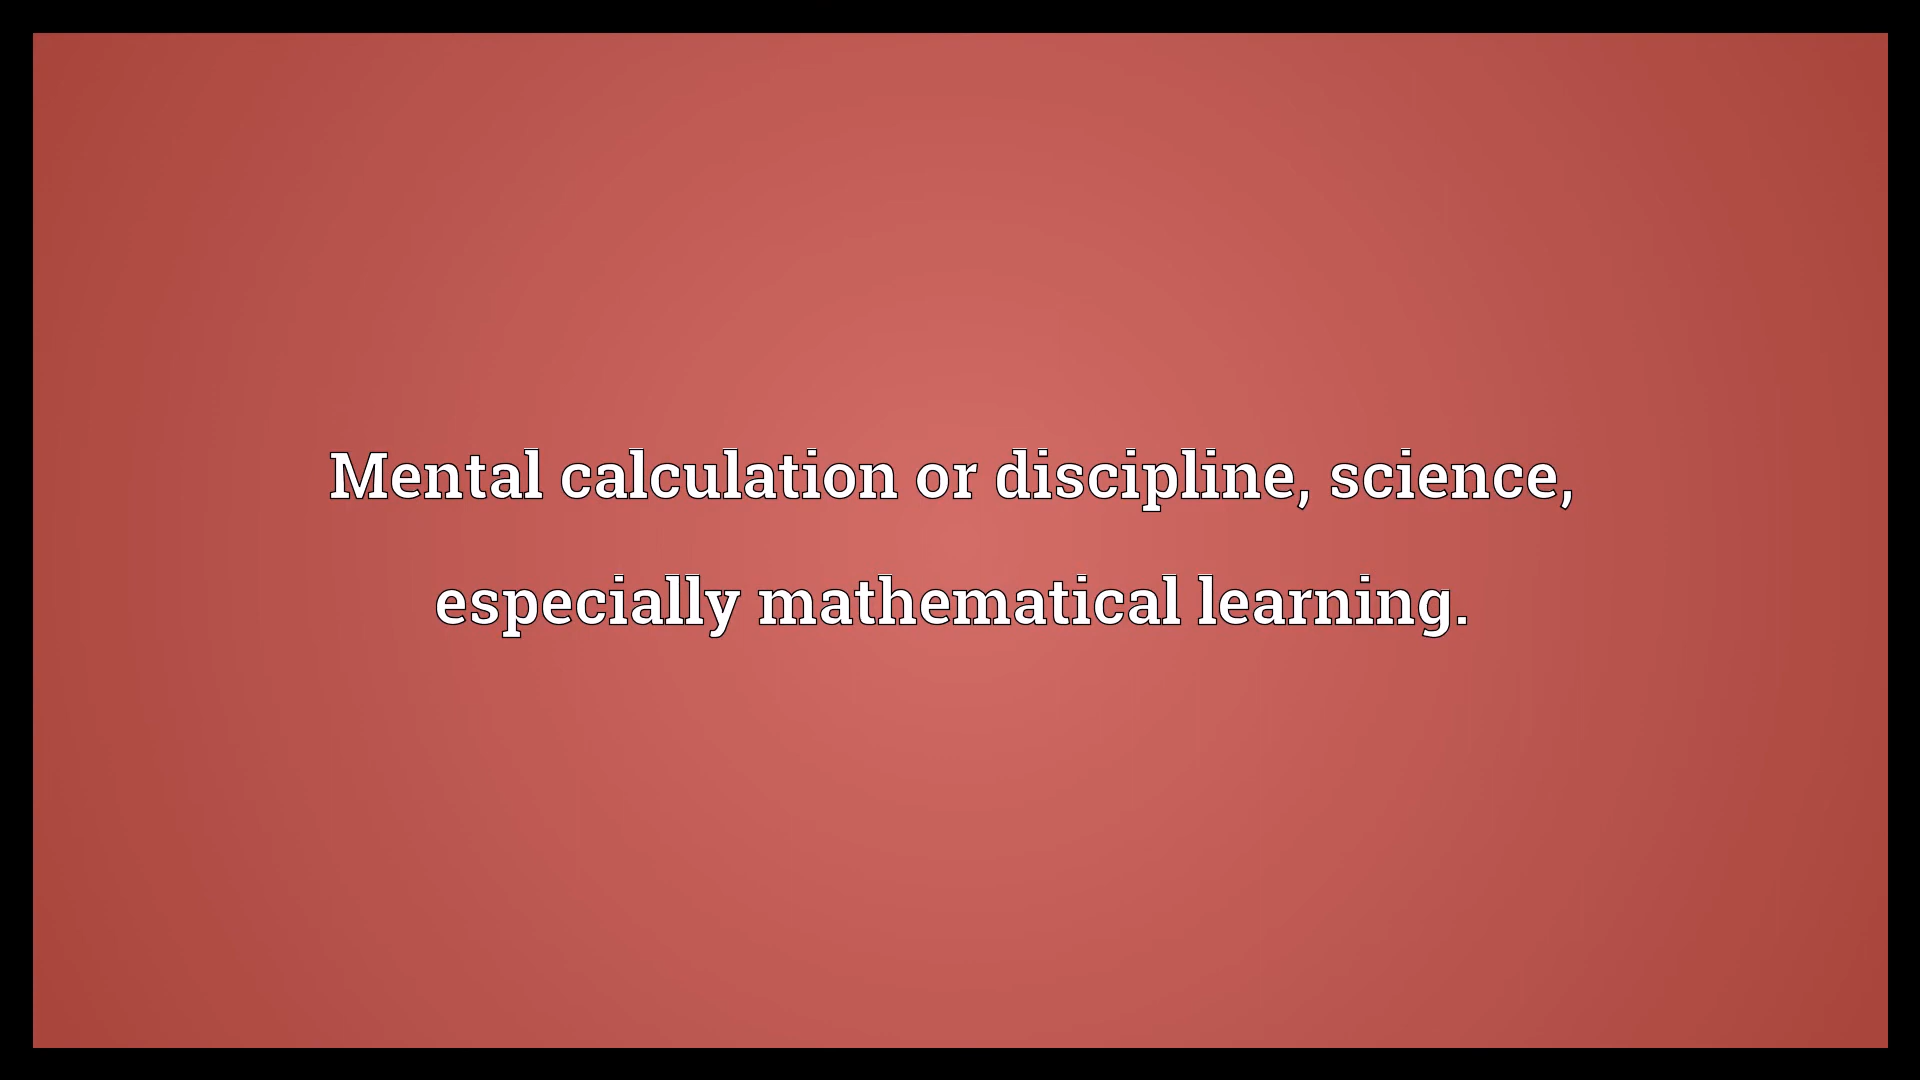 Mental calculation or discipline, science,
especially mathematical learning.